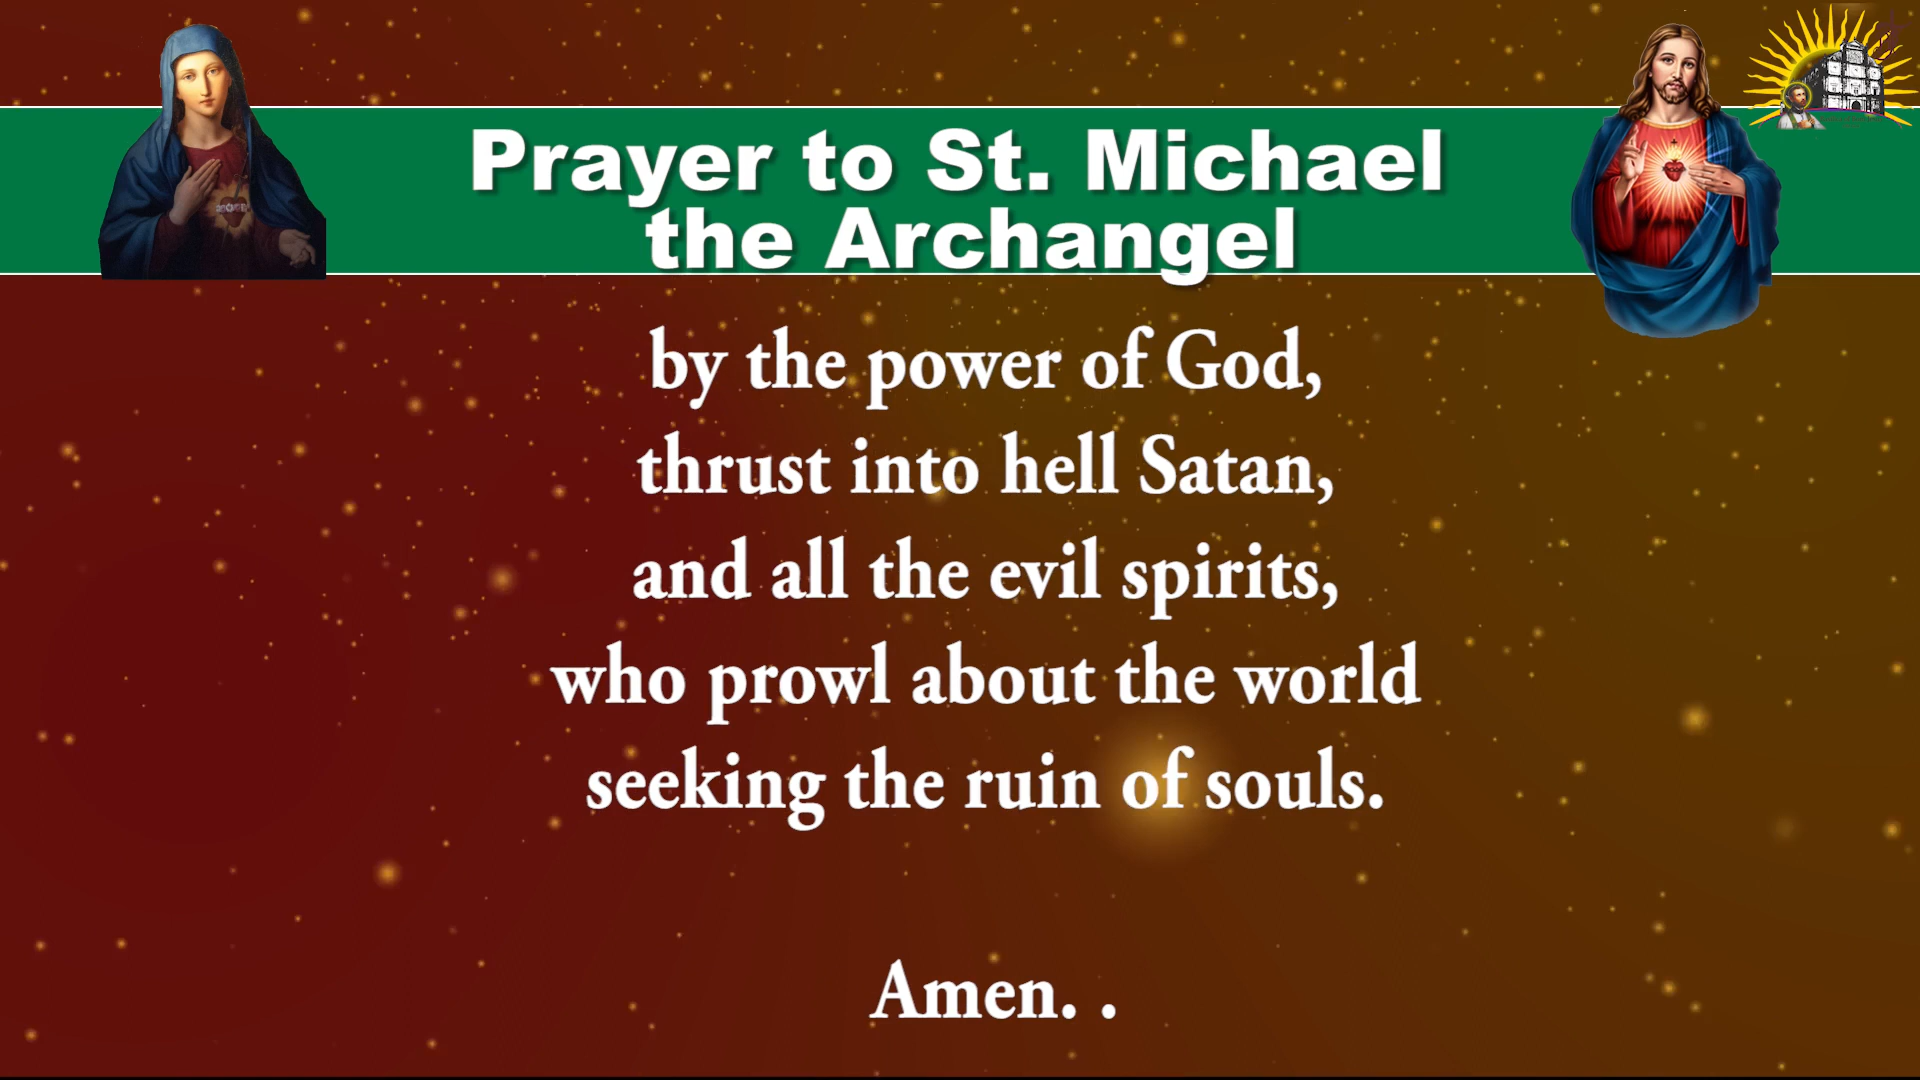 Prayer to St. Michael
the Archangel
by the power of God,
thrust into hell Satan,
and all the evil spirits,
who prowl about the world
seeking the ruin of souls.
Amen. .